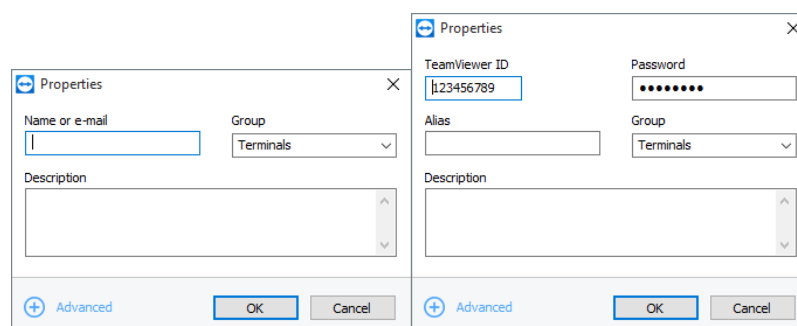 Properties
Name or e-mail
Group
Terminals
Description
Advanced
OK
Cancel
Properties
TeamViewer ID
Password
123456789
••••••••
Alias
Group
Terminals
Description
Advanced
OK
Cancel